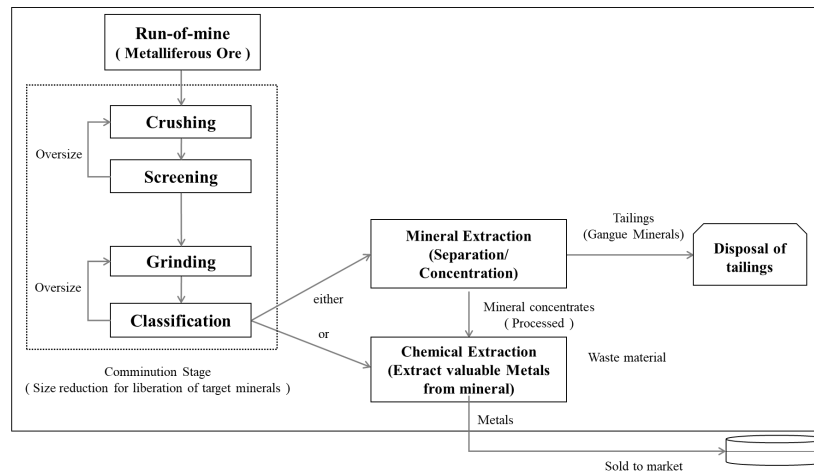 Run-of-mine
( Metalliferous Ore )
Crushing
Oversize
Screening
Grinding
Oversize
Classification
Comminution Stage
( Size reduction for liberation of target minerals )
either
or
Mineral Extraction
(Separation/
Concentration)
Tailings
(Gangue Minerals)
Disposal of
tailings
Mineral concentrates
( Processed )
Chemical Extraction
(Extract valuable Metals
from mineral)
Waste material
Metals
Sold to market